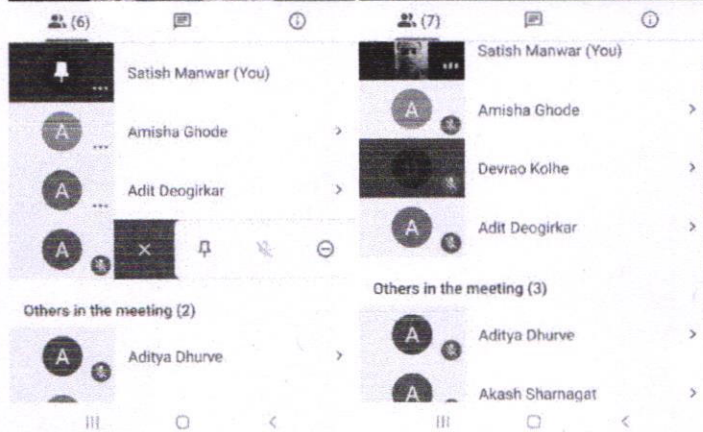 (6)
Satish Manwar (You)
A
Amisha Ghode
A
Adit Deogirkar
A
Others in the meeting (2)
A
Aditya Dhurve
(7)
Satish Manwar (You)
A
Amisha Ghode
Devrao Kolhe
A
Adit Deogirkar
Others in the meeting (3)
A
Aditya Dhurve
A
Akash Sharnagat